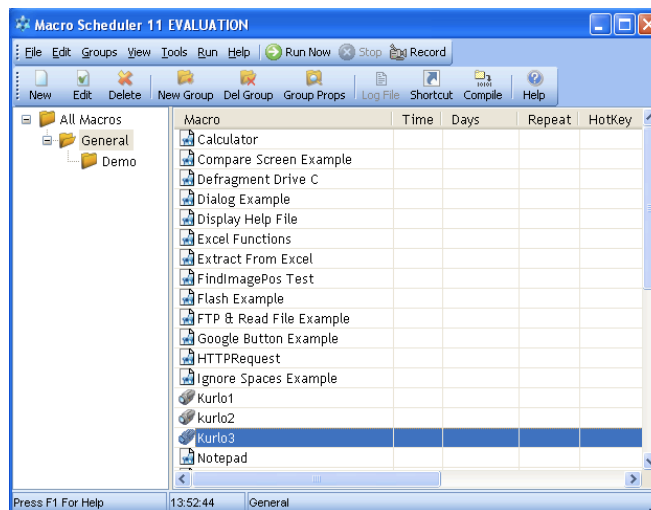 Macro Scheduler 11 EVALUATION
File Edit Groups View Tools Run Help Run Now Stop Record
New Edit Delete New Group Del Group Group Props Log File Shortcut Compile Help
All Macros
General
Demo
Macro Time Days Repeat HotKey
Calculator
Compare Screen Example
Defragment Drive C
Dialog Example
Display Help File
Excel Functions
Extract From Excel
FindImagePos Test
Flash Example
FTP & Read File Example
Google Button Example
HTTPRequest
Ignore Spaces Example
Kurlo1
kurlo2
Kurlo3
Notepad
Press F1 For Help 13:52:44 General